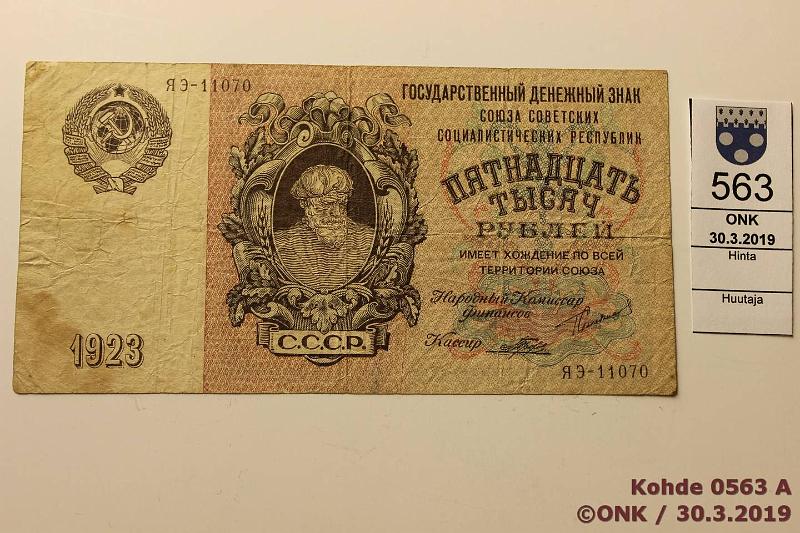 ЯЭ-11070
ГОСУДАРСТВЕННЫЙ ДЕНЕЖНЫЙ ЗНАК
СОЮЗА СОВЕТСКИХ
СОЦИАЛИСТИЧЕСКИХ РЕСПУБЛИК
ПЯТНАДЦАТЬ
ТЫСЯЧ
РУБЛЕЙ
ИМЕЕТ ХОЖДЕНИЕ ПО ВСЕЙ
ТЕРРИТОРИИ СОЮЗА
Народный Комиссар
финансов
Кассир
ЯЭ-11070
1923
С.С.С.Р.
563
ONK
30.3.2019
Hinta
Huutaja
Kohde 0563 A
©ONK / 30.3.2019